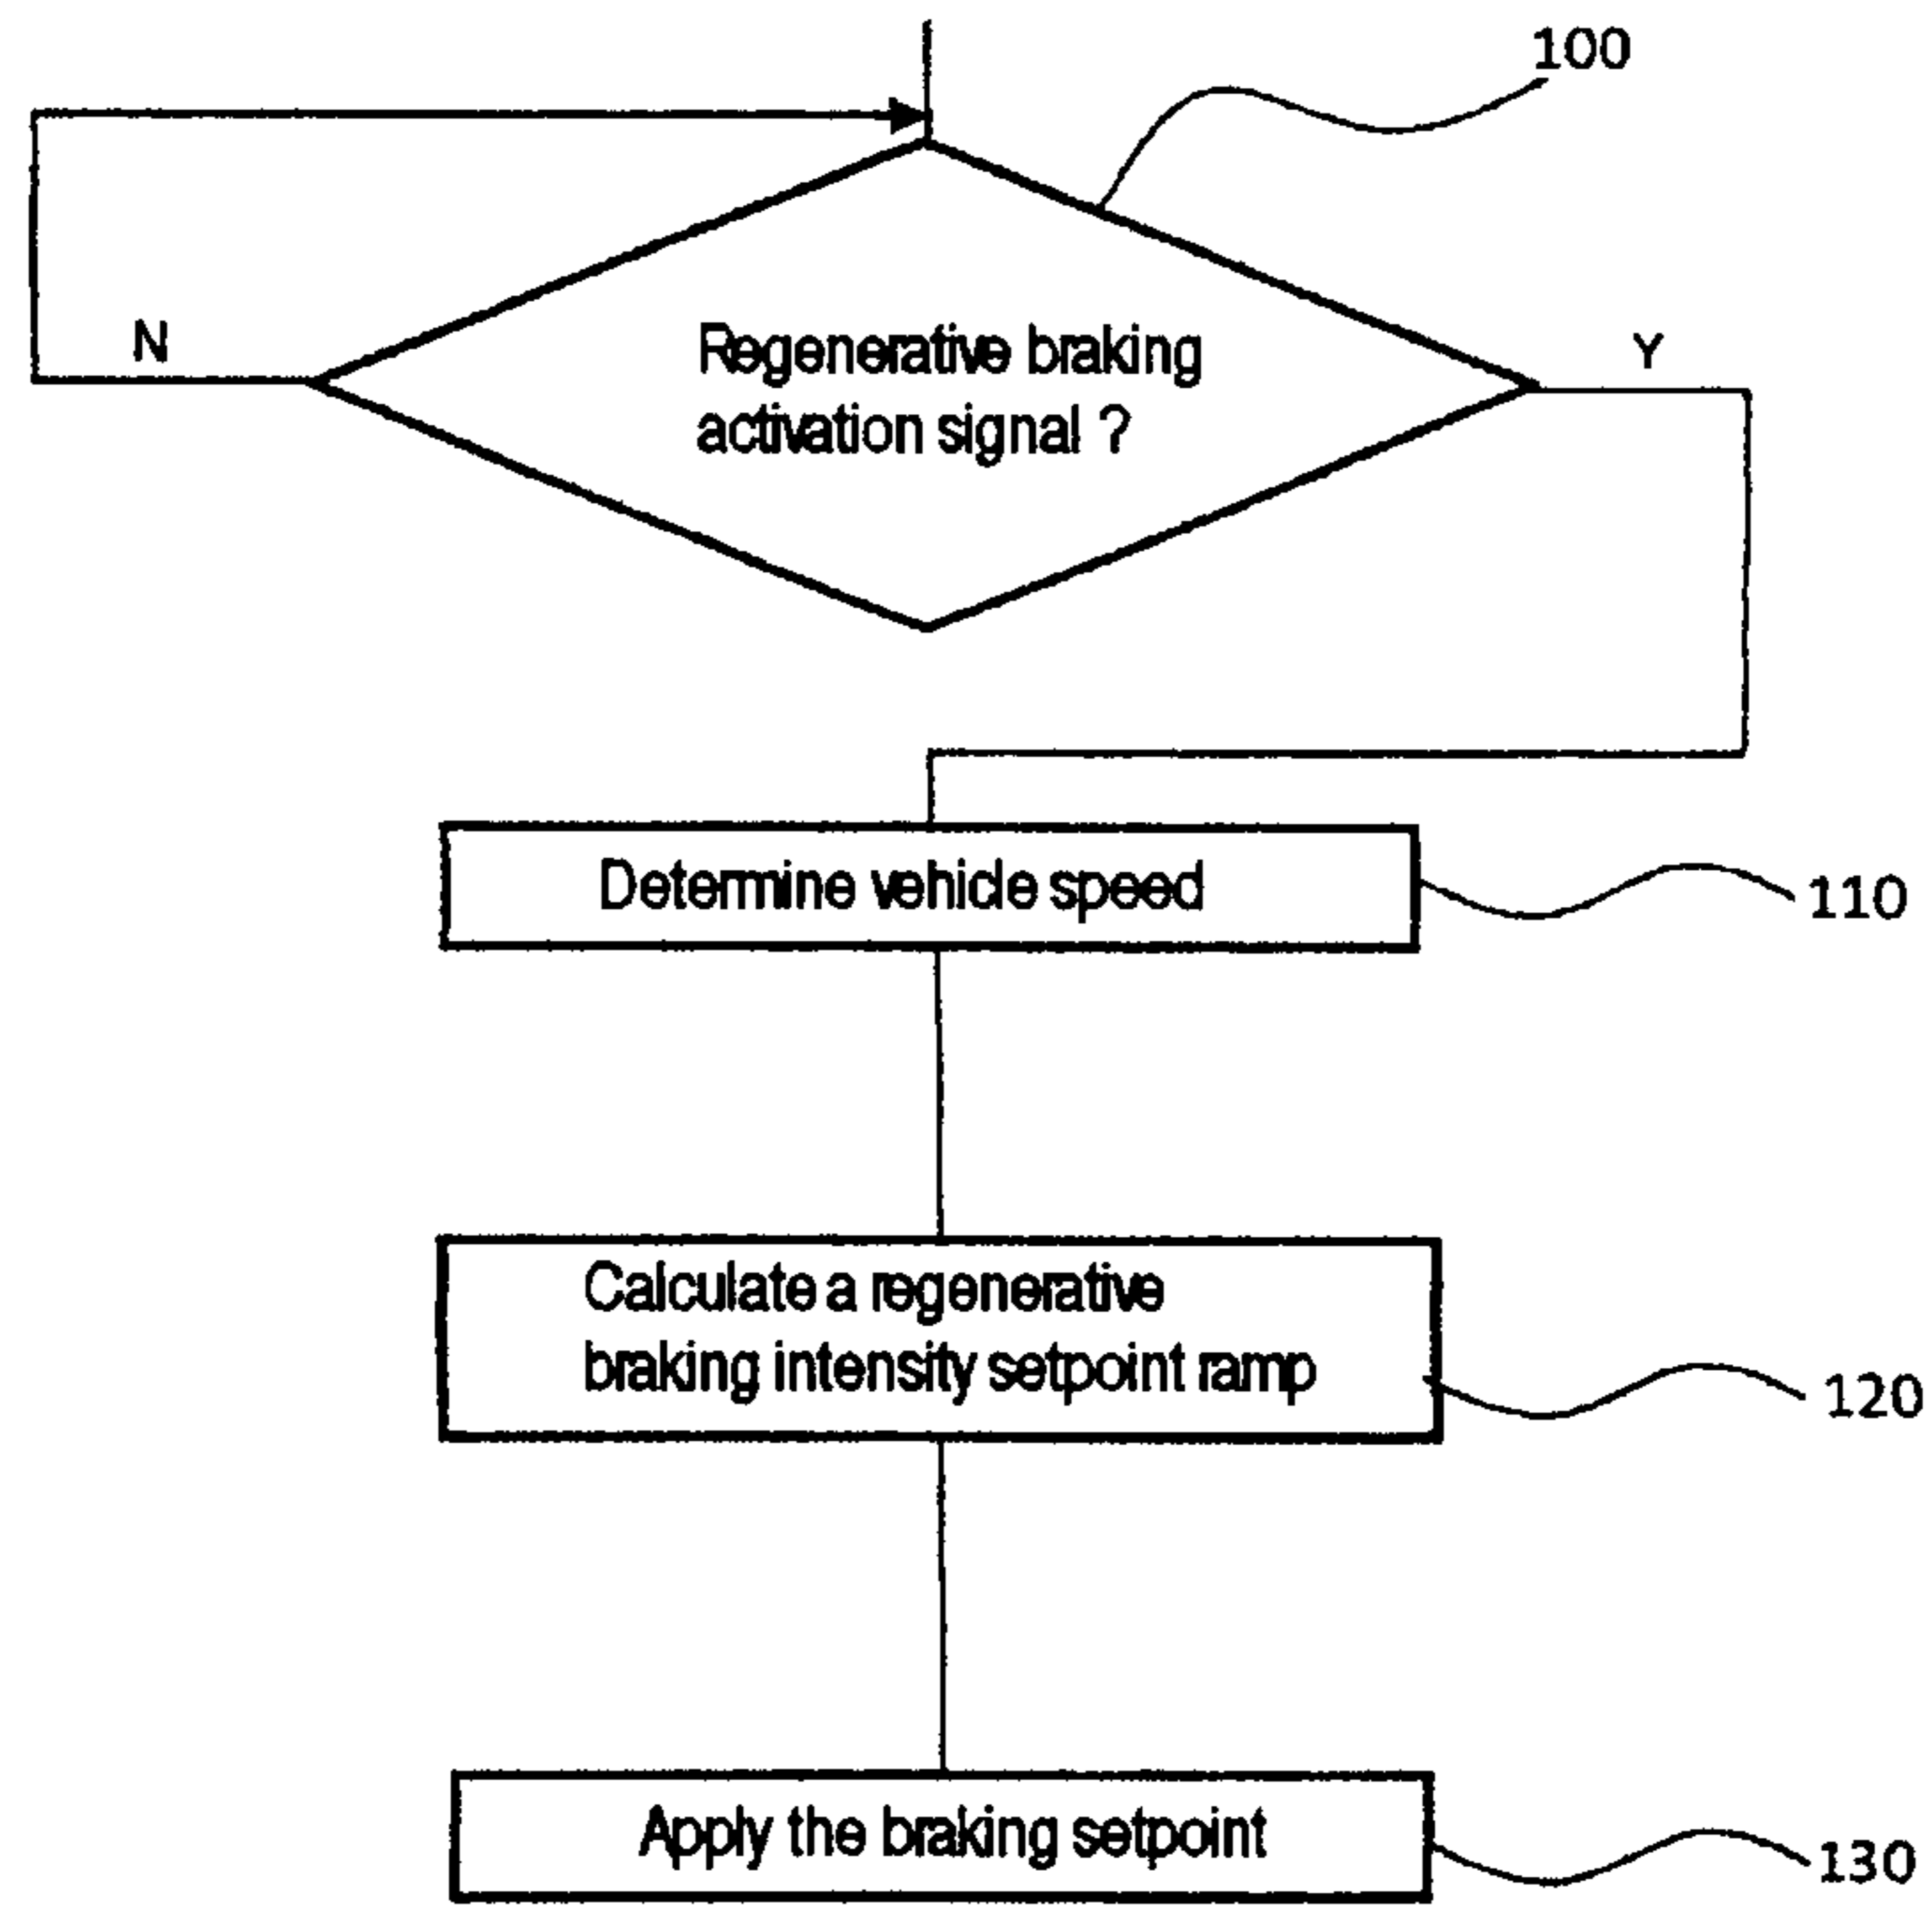 100
N
Y
Regenerative braking
activation signal ?
Determine vehicle speed
110
Calculate a regenerative
braking intensity setpoint ramp
120
Apply the braking setpoint
130